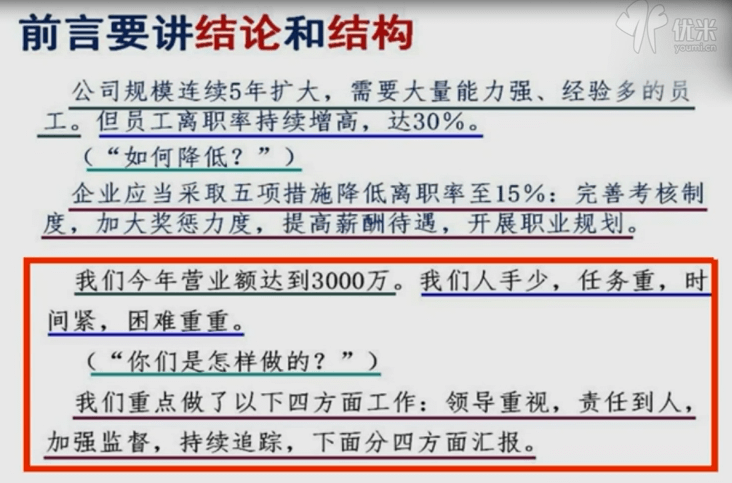 前言要讲结论和结构
优米
youmi.cn
公司规模连续5年扩大，需要大量能力强、经验多的员
工。但员工离职率持续增高，达30%。
（“如何降低？”）
企业应当采取五项措施降低离职率至15%：完善考核制
度，加大奖惩力度，提高薪酬待遇，开展职业规划。
我们今年营业额达到3000万。我们人手少，任务重，时
间紧，困难重重。
（“你们是怎样做的？”）
我们重点做了以下四方面工作：领导重视，责任到人，
加强监督，持续追踪，下面分四方面汇报。